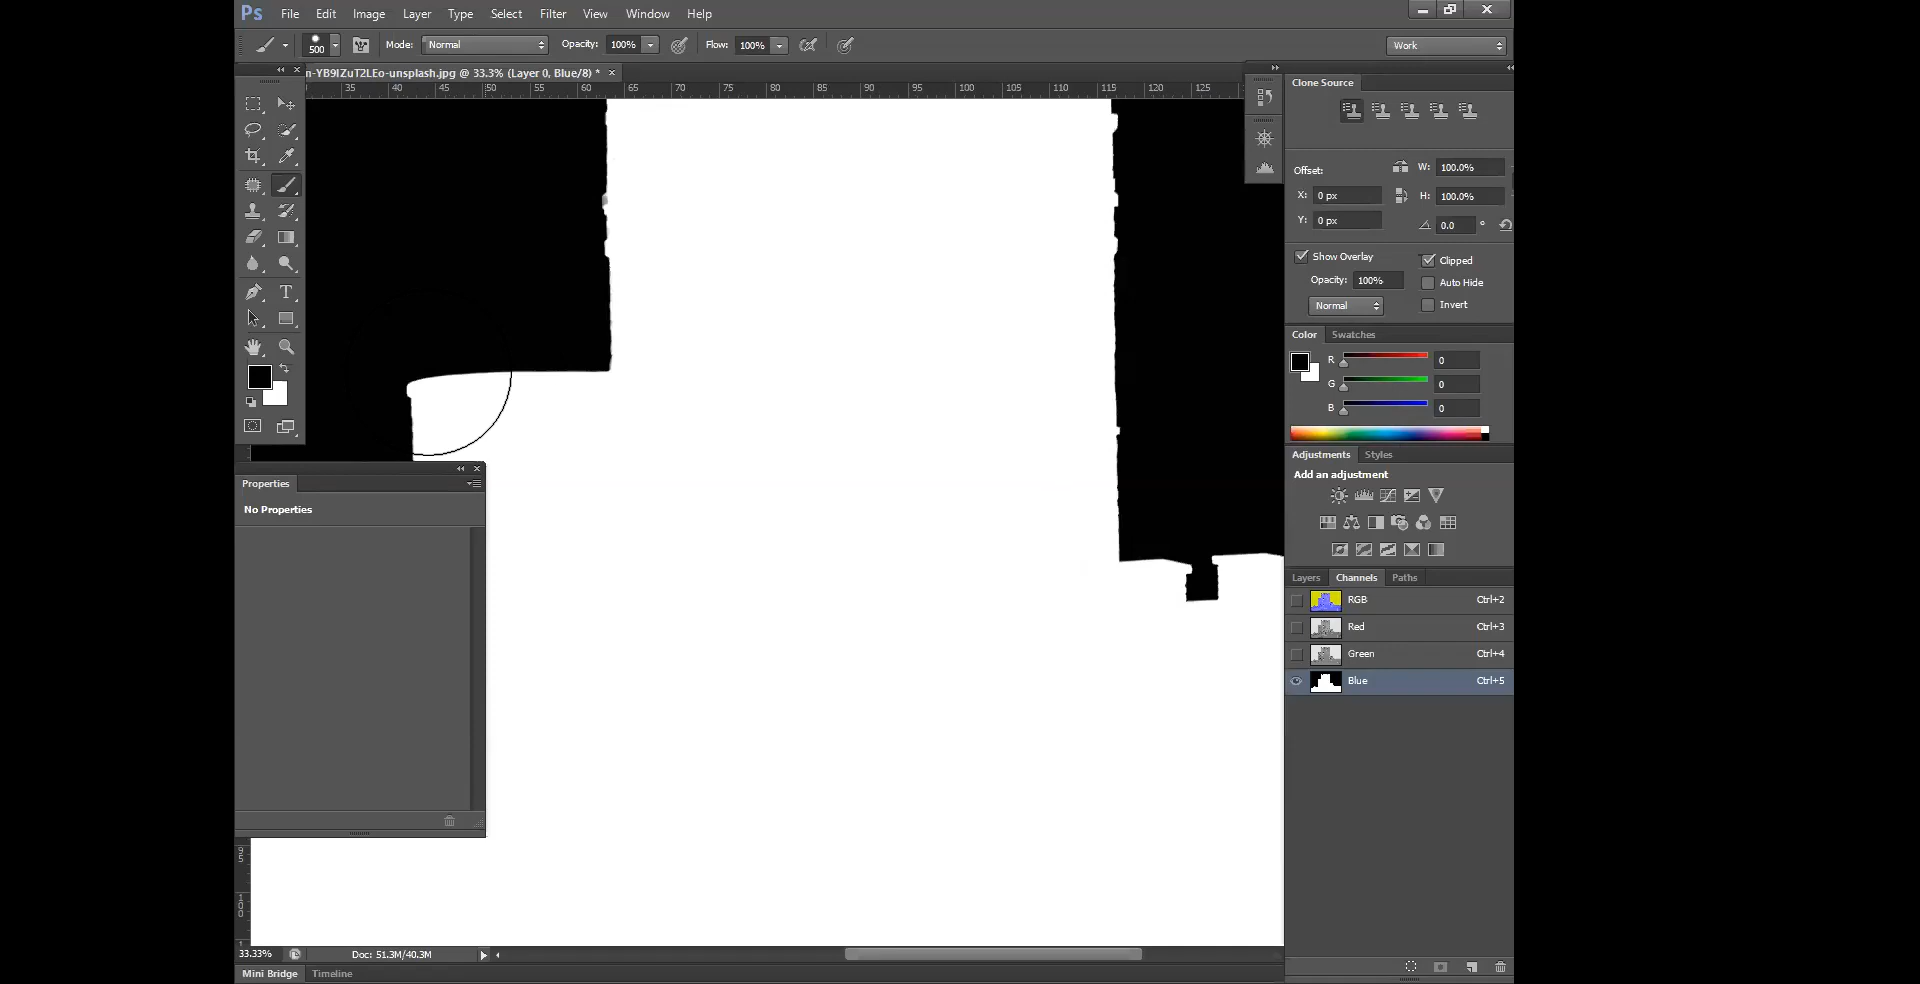 Ps File Edit Image Layer Type Select Filter View Window Help
500 Mode: Normal Opacity: 100% Flow: 100% Work
n-YB9IZuT2LEo-unsplash.jpg @ 33.3% (Layer 0, Blue/8) * ×
35 40 45 50 55 60 65 70 75 80 85 90 95 100 105 110 115 120 125
Clone Source
Offset: W: 100.0%
X: 0 px H: 100.0%
Y: 0 px 0.0 °
Show Overlay Clipped
Opacity: 100% Auto Hide
Normal Invert
Color Swatches
R 0
G 0
B 0
T
Properties
No Properties
Adjustments Styles
Add an adjustment
Layers Channels Paths
RGB Ctrl+2
Red Ctrl+3
Green Ctrl+4
Blue Ctrl+5
95
100
33.33% Doc: 51.3M/40.3M
Mini Bridge Timeline